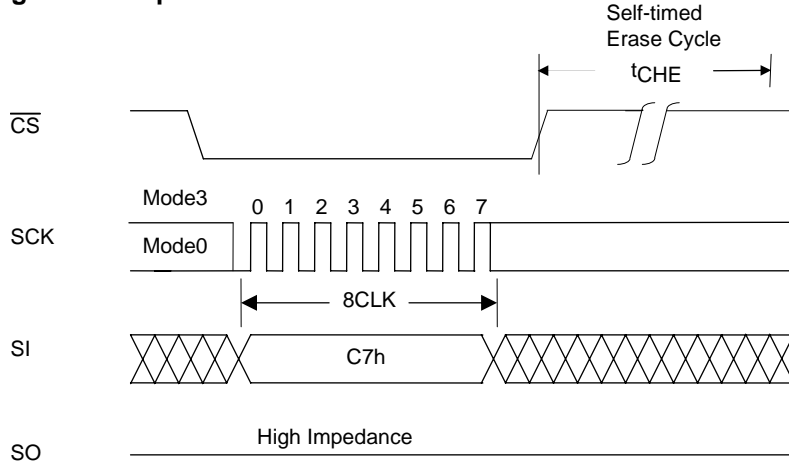 Self-timed
Erase Cycle
tCHE
CS
Mode3
0 1 2 3 4 5 6 7
SCK
Mode0
8CLK
SI
C7h
High Impedance
SO